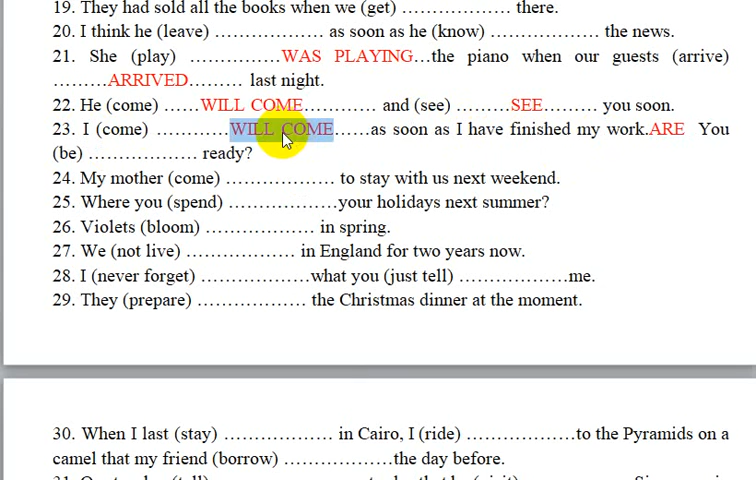 19. They had sold all the books when we (get) .................. there.
20. I think he (leave) .................. as soon as he (know) .................. the news.
21. She (play) ...............WAS PLAYING...the piano when our guests (arrive)
.........ARRIVED......... last night.
22. He (come) ......WILL COME............ and (see) .........SEE......... you soon.
23. I (come) ............WILL COME......as soon as I have finished my work.ARE You
(be) .................. ready?
24. My mother (come) .................. to stay with us next weekend.
25. Where you (spend) ..................your holidays next summer?
26. Violets (bloom) .................. in spring.
27. We (not live) .................. in England for two years now.
28. I (never forget) ..................what you (just tell) ..................me.
29. They (prepare) .................. the Christmas dinner at the moment.
30. When I last (stay) .................. in Cairo, I (ride) ..................to the Pyramids on a
camel that my friend (borrow) ..................the day before.